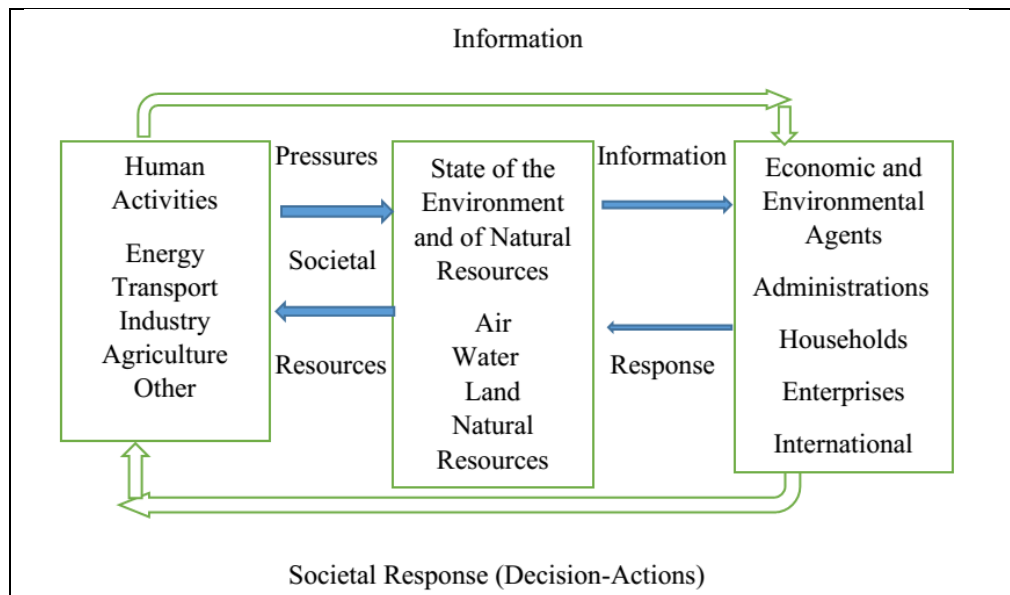 Information
Human
Activities
Energy
Transport
Industry
Agriculture
Other
Pressures
Societal
Resources
State of the
Environment
and of Natural
Resources
Air
Water
Land
Natural
Resources
Information
Response
Economic and
Environmental
Agents
Administrations
Households
Enterprises
International
Societal Response (Decision-Actions)